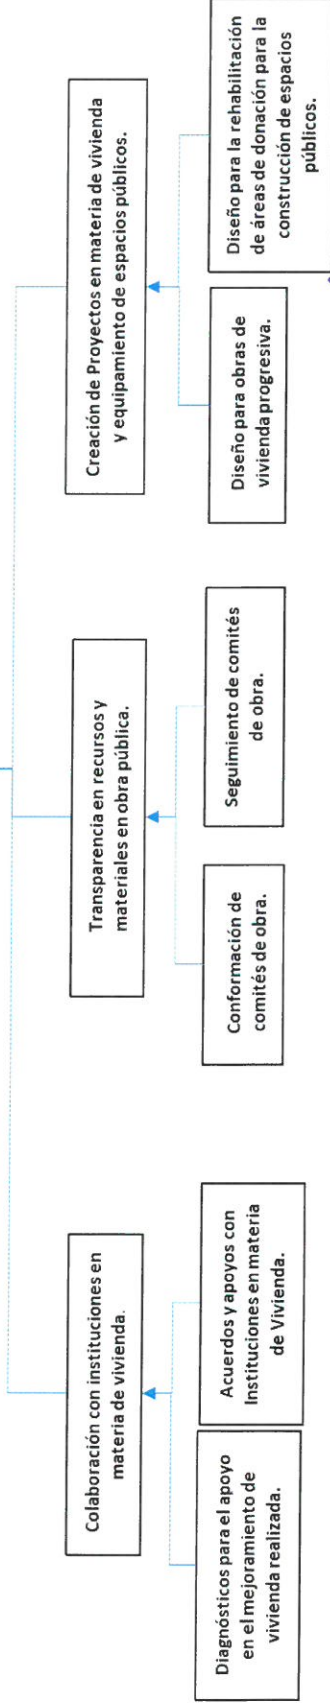 Colaboración con instituciones en
materia de vivienda.
Transparencia en recursos y
materiales en obra pública.
Creación de Proyectos en materia de vivienda
y equipamiento de espacios públicos.
Diagnósticos para el apoyo
en el mejoramiento de
vivienda realizada.
Acuerdos y apoyos con
Instituciones en materia
de Vivienda.
Conformación de
comités de obra.
Seguimiento de comités
de obra.
Diseño para obras de
vivienda progresiva.
Diseño para la rehabilitación
de áreas de donación para la
construcción de espacios
públicos.